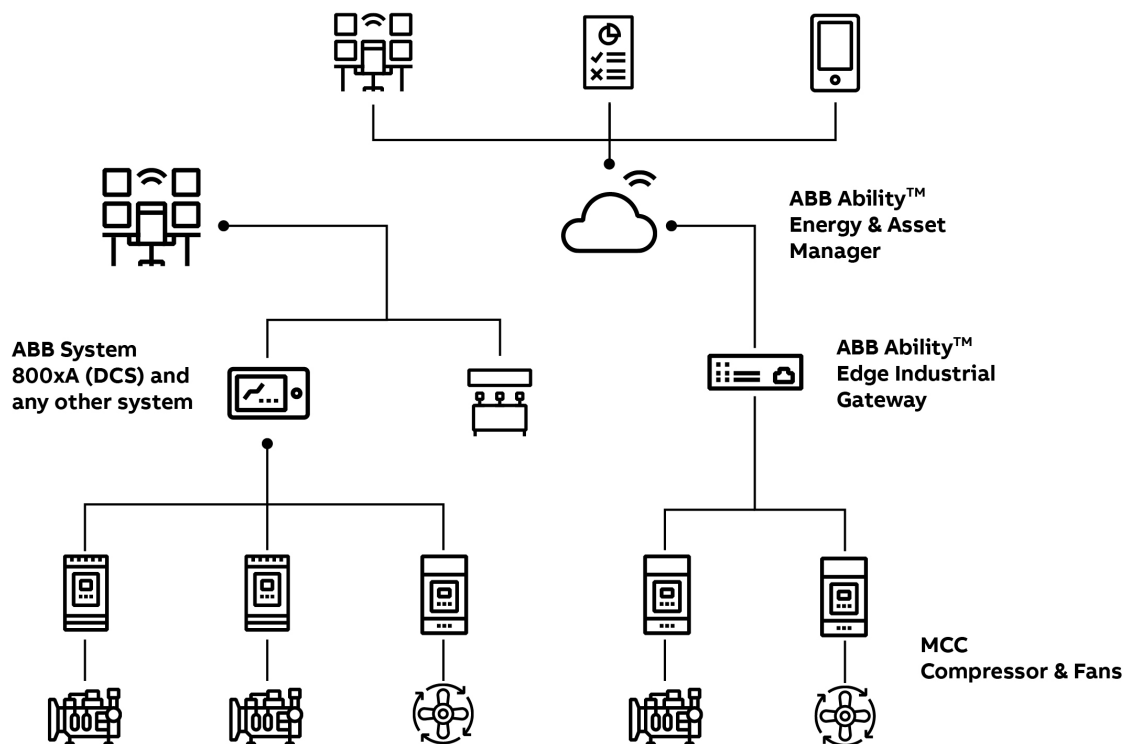 ABB Ability™
Energy & Asset
Manager
ABB System
800xA (DCS) and
any other system
ABB Ability™
Edge Industrial
Gateway
MCC
Compressor & Fans